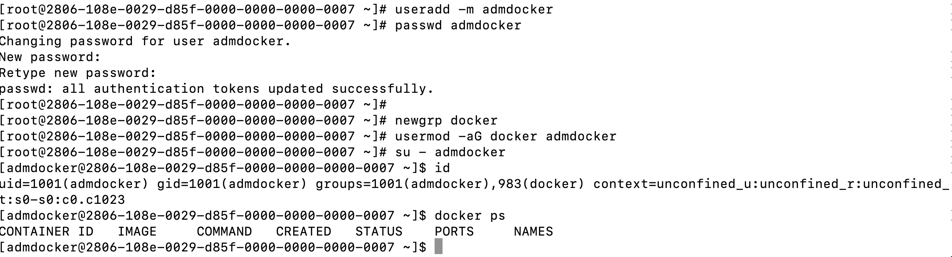 [root@2806-108e-0029-d85f-0000-0000-0000-0007 ~]# useradd -m admdocker
[root@2806-108e-0029-d85f-0000-0000-0000-0007 ~]# passwd admdocker
Changing password for user admdocker.
New password:
Retype new password:
passwd: all authentication tokens updated successfully.
[root@2806-108e-0029-d85f-0000-0000-0000-0007 ~]#
[root@2806-108e-0029-d85f-0000-0000-0000-0007 ~]# newgrp docker
[root@2806-108e-0029-d85f-0000-0000-0000-0007 ~]# usermod -aG docker admdocker
[root@2806-108e-0029-d85f-0000-0000-0000-0007 ~]# su - admdocker
[admdocker@2806-108e-0029-d85f-0000-0000-0000-0007 ~]$ id
uid=1001(admdocker) gid=1001(admdocker) groups=1001(admdocker),983(docker) context=unconfined_u:unconfined_r:unconfined_
t:s0-s0:c0.c1023
[admdocker@2806-108e-0029-d85f-0000-0000-0000-0007 ~]$ docker ps
CONTAINER ID   IMAGE     COMMAND   CREATED   STATUS    PORTS     NAMES
[admdocker@2806-108e-0029-d85f-0000-0000-0000-0007 ~]$